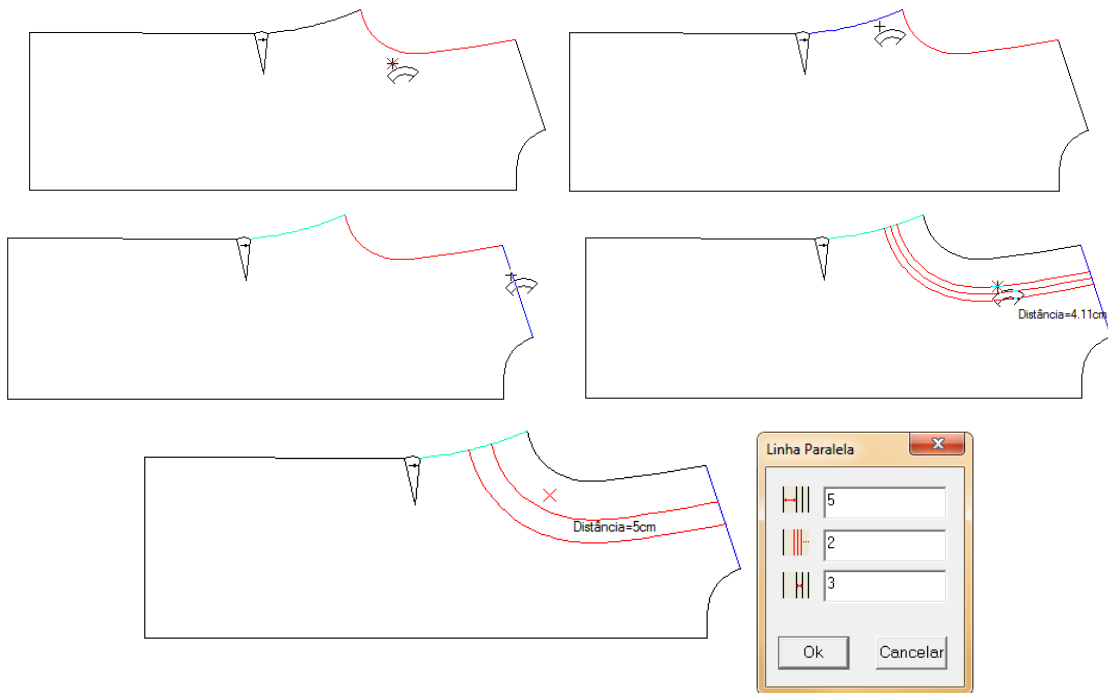 Distância=4.11cm
Distância=5cm
Linha Paralela
5
2
3
Ok
Cancelar